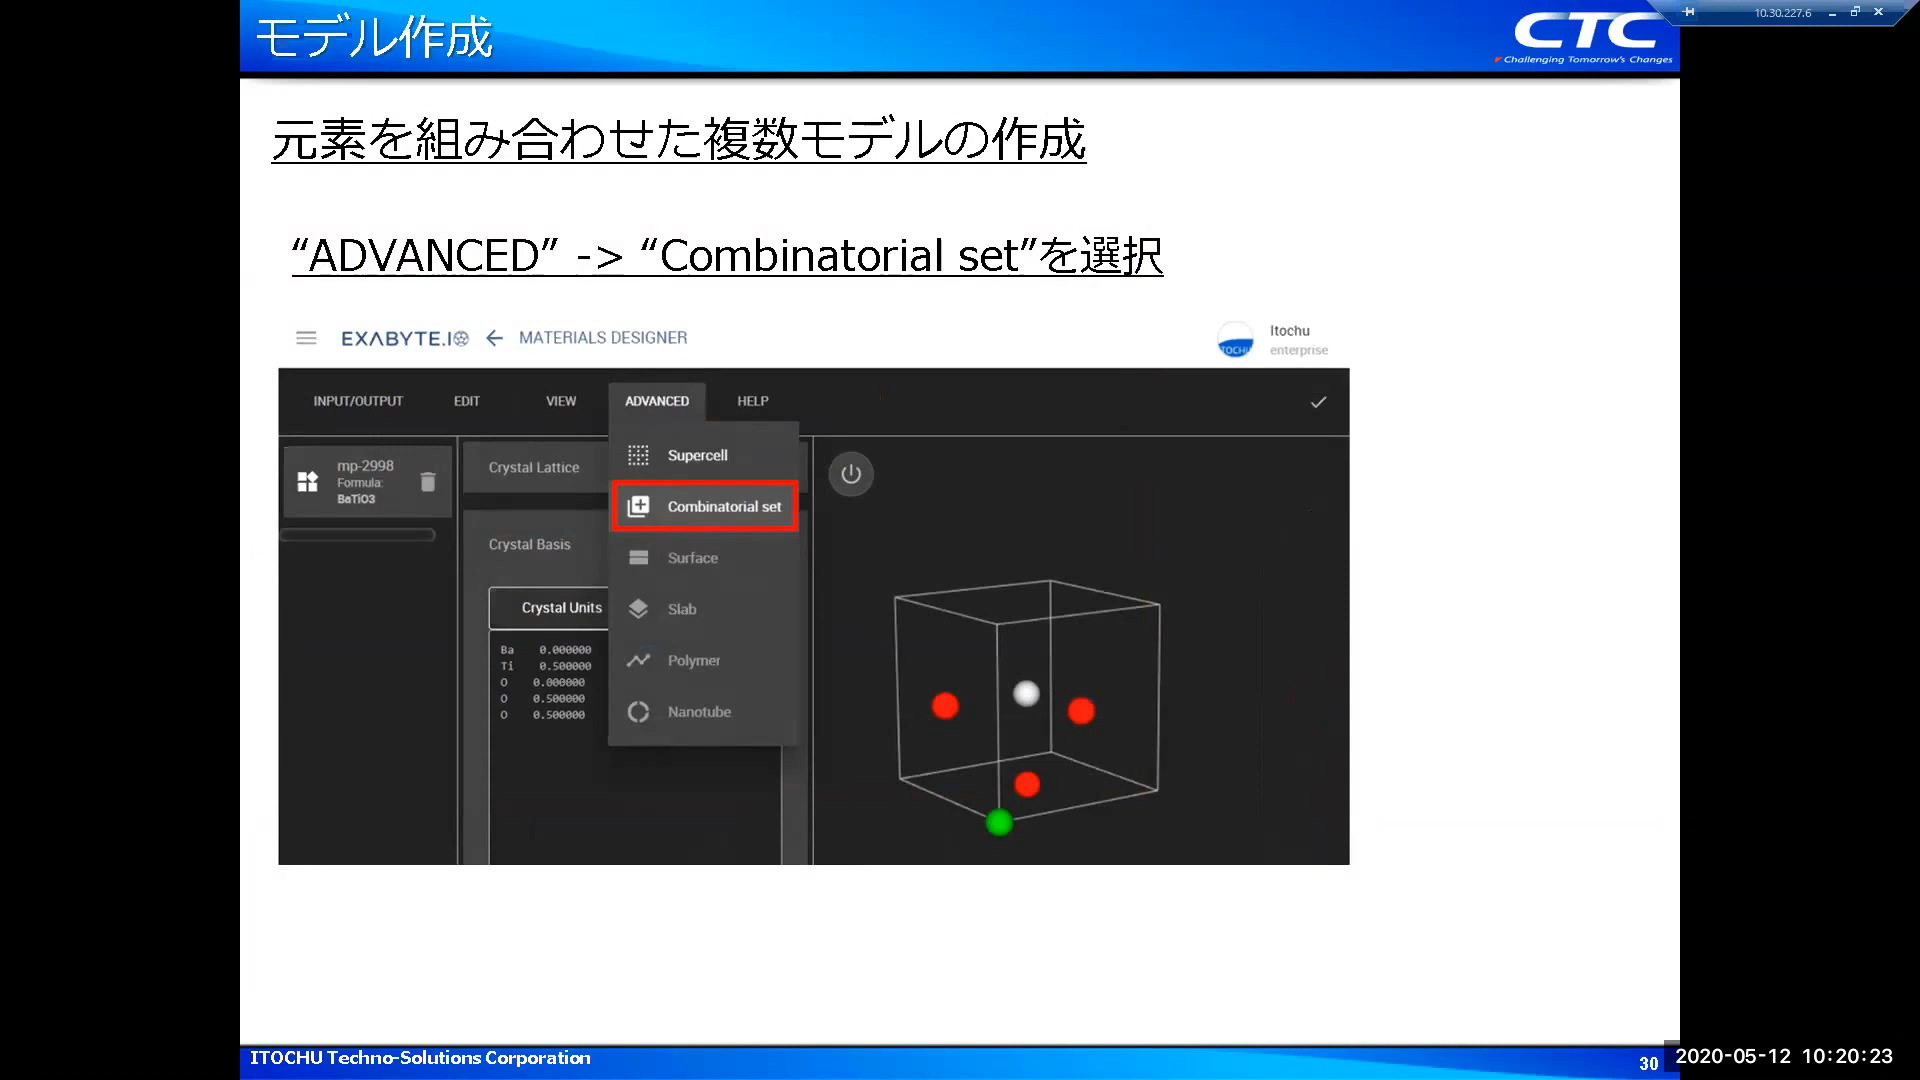 モデル作成
CTC
Challenging Tomorrow's Changes
10.30.227.6
元素を組み合わせた複数モデルの作成
“ADVANCED” -> “Combinatorial set”を選択
EXABYTE.IO
MATERIALS DESIGNER
Itochu
enterprise
ITOCHU
INPUT/OUTPUT
EDIT
VIEW
ADVANCED
HELP
mp-2998
Formula:
BaTiO3
Crystal Lattice
Crystal Basis
Crystal Units
Ba 0.000000
Ti 0.500000
O 0.000000
O 0.500000
O 0.500000
Supercell
Combinatorial set
Surface
Slab
Polymer
Nanotube
ITOCHU Techno-Solutions Corporation
30
2020-05-12 10:20:23